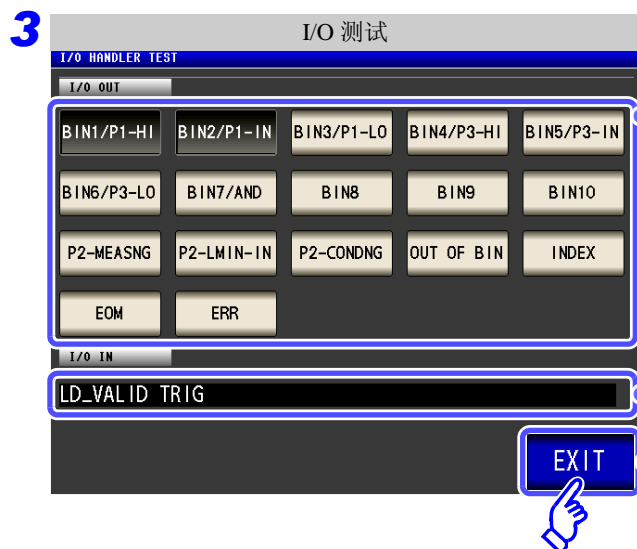 3
I/O 测试
I/O HANDLER TEST
I/O OUT
BIN1/P1-HI BIN2/P1-IN BIN3/P1-LO BIN4/P3-HI BIN5/P3-IN
BIN6/P3-LO BIN7/AND BIN8 BIN9 BIN10
P2-MEASNG P2-LMIN-IN P2-CONDNG OUT OF BIN INDEX
EOM ERR
I/O IN
LD_VALID TRIG
EXIT